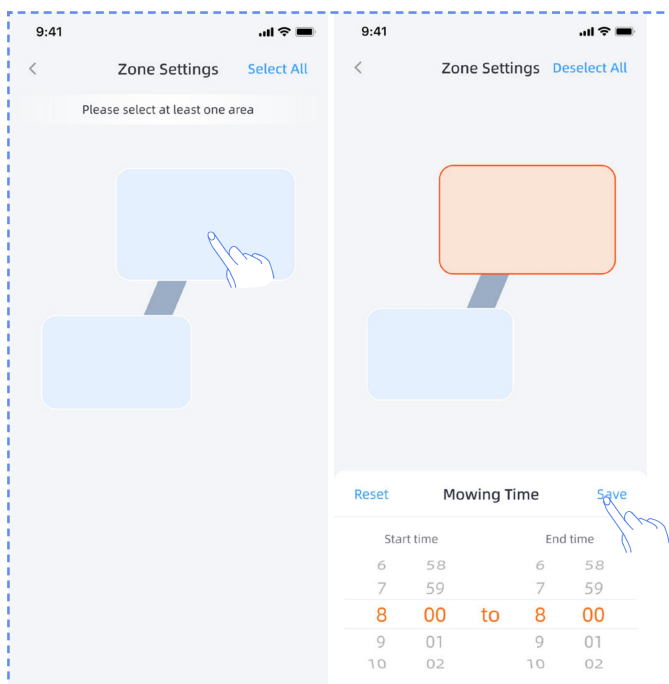 9:41
Zone Settings Select All
Please select at least one area
9:41
Zone Settings Deselect All
Reset Mowing Time Save
Start time End time
6 58 6 58
7 59 7 59
8 00 to 8 00
9 01 9 01
10 02 10 02